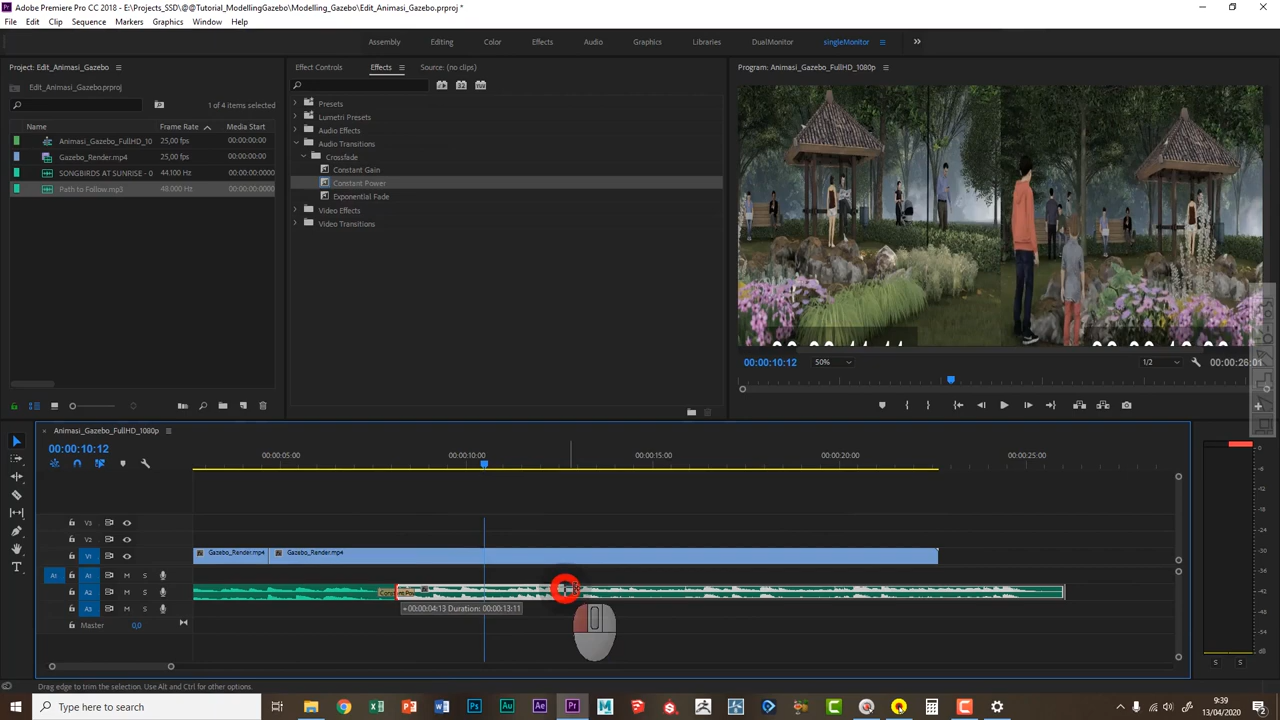 Adobe Premiere Pro CC 2018 - E:\Projects_SSD\@@Tutorial_ModellingGazebo\Modelling_Gazebo\Edit_Animasi_Gazebo.prproj *
File Edit Clip Sequence Markers Graphics Window Help
Assembly Editing Color Effects Audio Graphics Libraries DualMonitor singleMonitor
Project: Edit_Animasi_Gazebo
Edit_Animasi_Gazebo.prproj
1 of 4 items selected
Name Frame Rate Media Start
Animasi_Gazebo_FullHD_10 25,00 fps 00:00:00:00
Gazebo_Render.mp4 25,00 fps 00:00:00:00
SONGBIRDS AT SUNRISE - 0 44.100 Hz 00:00:00:0000
Path to Follow.mp3 48.000 Hz 00:00:00:0000
Effect Controls Effects Source: (no clips)
Presets
Lumetri Presets
Audio Effects
Audio Transitions
Crossfade
Constant Gain
Constant Power
Exponential Fade
Video Effects
Video Transitions
Program: Animasi_Gazebo_FullHD_1080p
00:00:10:12 50% 1/2 00:00:26:01
Animasi_Gazebo_FullHD_1080p
00:00:10:12
00:00:05:00 00:00:10:00 00:00:15:00 00:00:20:00 00:00:25:00
V3
V2
V1 Gazebo_Render.mp4 Gazebo_Render.mp4
A1 A1 M S
A2 M S
A3 M S
+00:00:04:13 Duration: 00:00:13:11
Master 0,0
Drag edge to trim the selection. Use Alt and Ctrl for other options.
Type here to search
9:39
13/04/2020